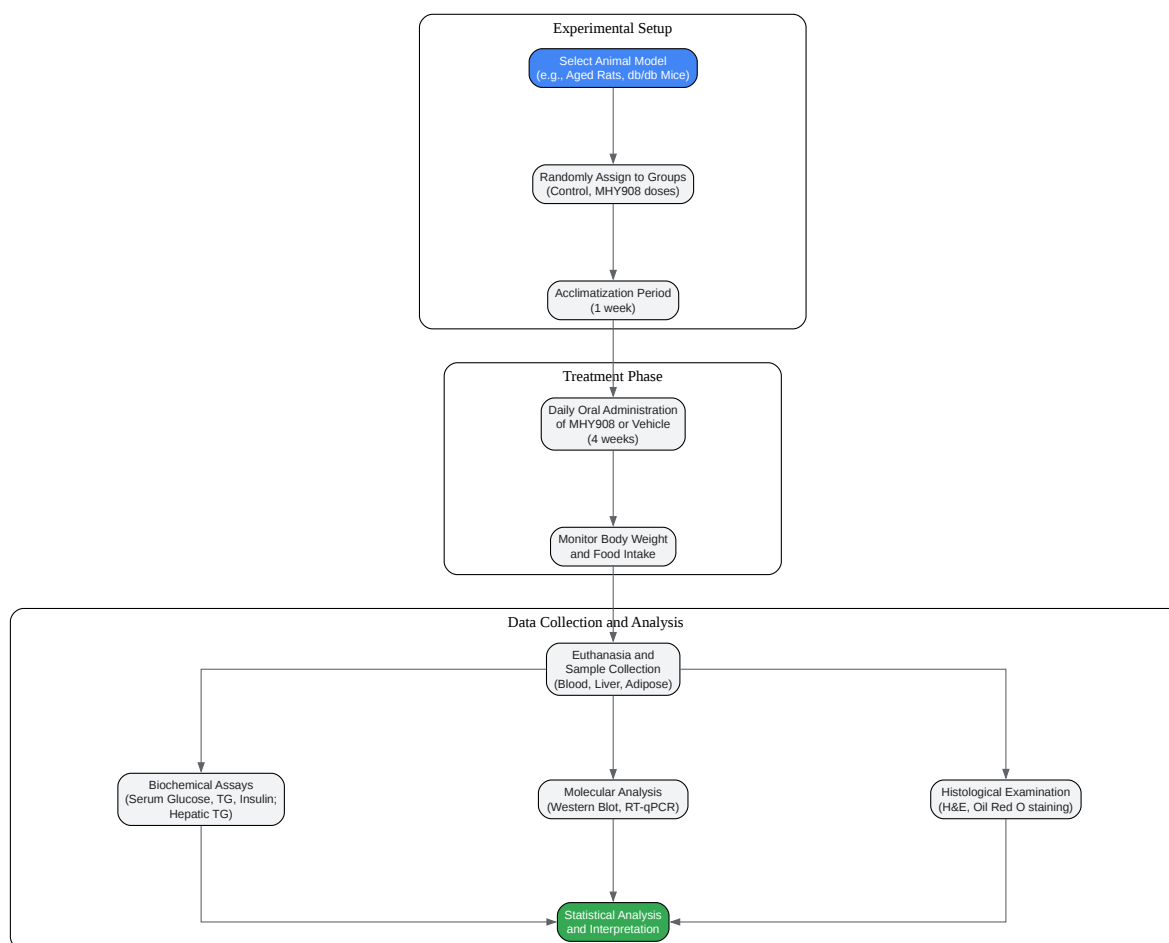 Experimental Setup
Select Animal Model
(e.g., Aged Rats, db/db Mice)
Randomly Assign to Groups
(Control, MHY908 doses)
Acclimatization Period
(1 week)
Treatment Phase
Daily Oral Administration
of MHY908 or Vehicle
(4 weeks)
Monitor Body Weight
and Food Intake
Data Collection and Analysis
Euthanasia and
Sample Collection
(Blood, Liver, Adipose)
Biochemical Assays
(Serum Glucose, TG, Insulin;
Hepatic TG)
Molecular Analysis
(Western Blot, RT-qPCR)
Histological Examination
(H&E, Oil Red O staining)
Statistical Analysis
and Interpretation